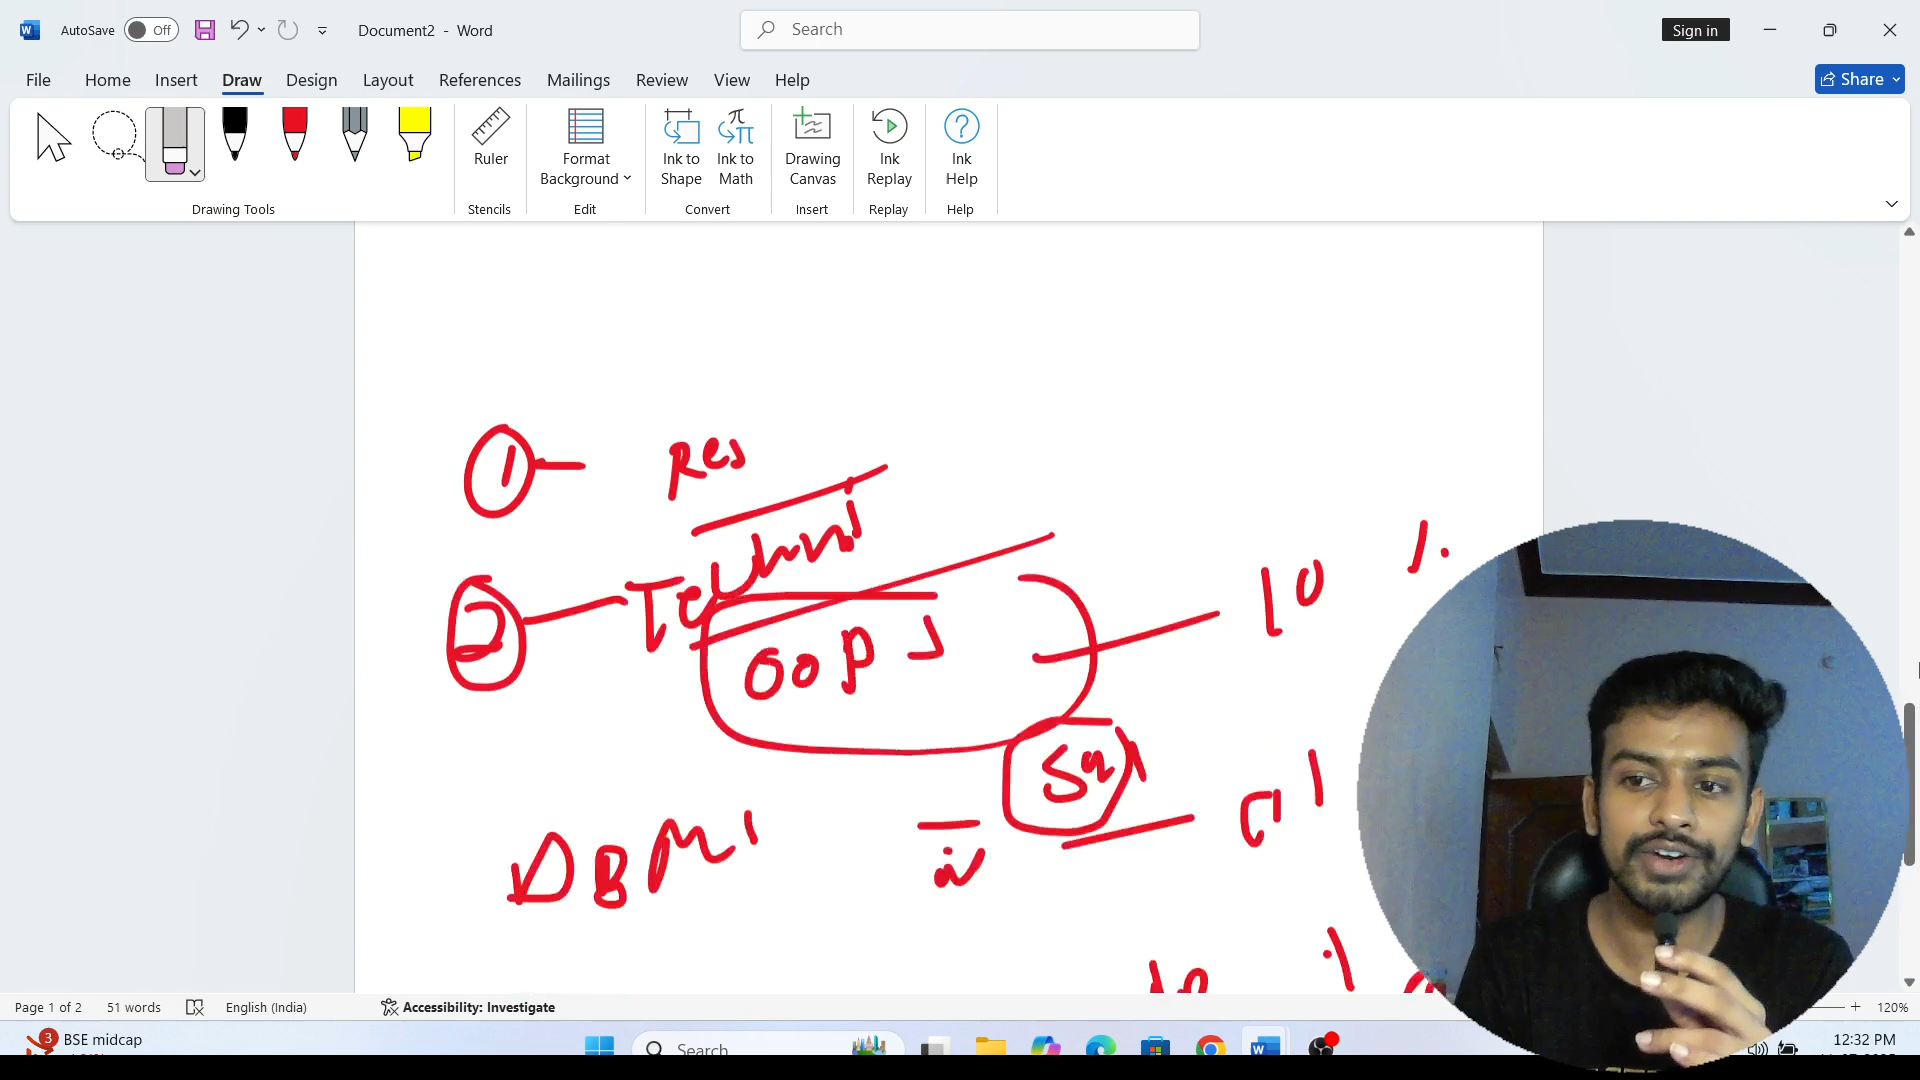 AutoSave Off Document2 - Word Search Sign in
File Home Insert Draw Design Layout References Mailings Review View Help Share
Ruler Format Background Ink to Shape Ink to Math Drawing Canvas Ink Replay Ink Help
Drawing Tools Stencils Edit Convert Insert Replay Help
1 Res
2
OOPS 10 %
Sql
10
Page 1 of 2 51 words English (India) Accessibility: Investigate 120%
3 BSE midcap
Search 12:32 PM